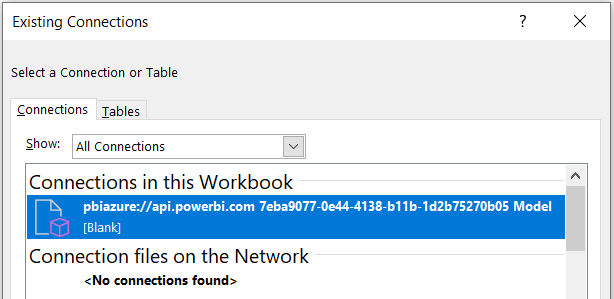 Existing Connections
Select a Connection or Table
Connections Tables
Show: All Connections
Connections in this Workbook
pbiazure://api.powerbi.com 7eba9077-0e44-4138-b11b-1d2b75270b05 Model
[Blank]
Connection files on the Network
<No connections found>